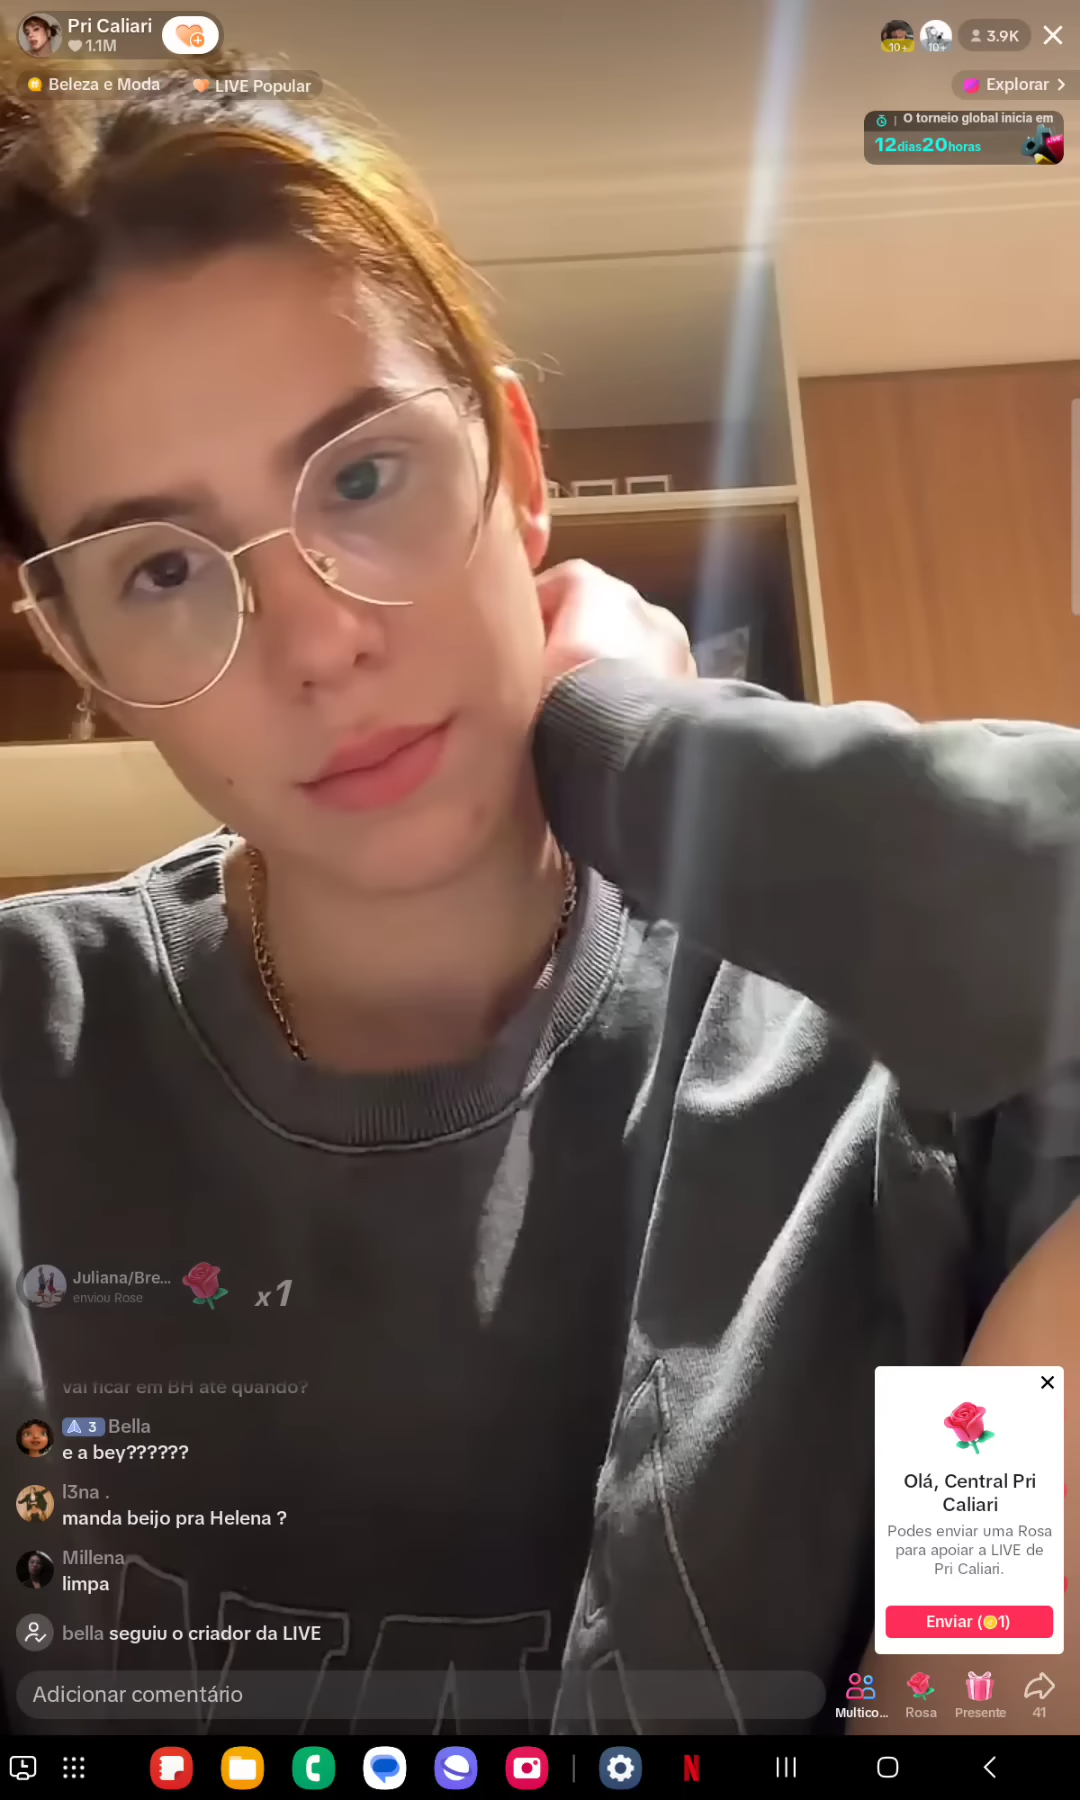 Pri Caliari
1.1M
10+
10+
3.9K
Beleza e Moda
LIVE Popular
Explorar
O torneio global inicia em
12dias20horas
LIVE
Juliana/Bre...
enviou Rose
x1
vai ficar em BH até quando?
3 Bella
e a bey??????
l3na .
manda beijo pra Helena ?
Millena
limpa
bella seguiu o criador da LIVE
Olá, Central Pri
Caliari
Podes enviar uma Rosa
para apoiar a LIVE de
Pri Caliari.
Enviar (1)
Adicionar comentário
Multico...
Rosa
Presente
41
N